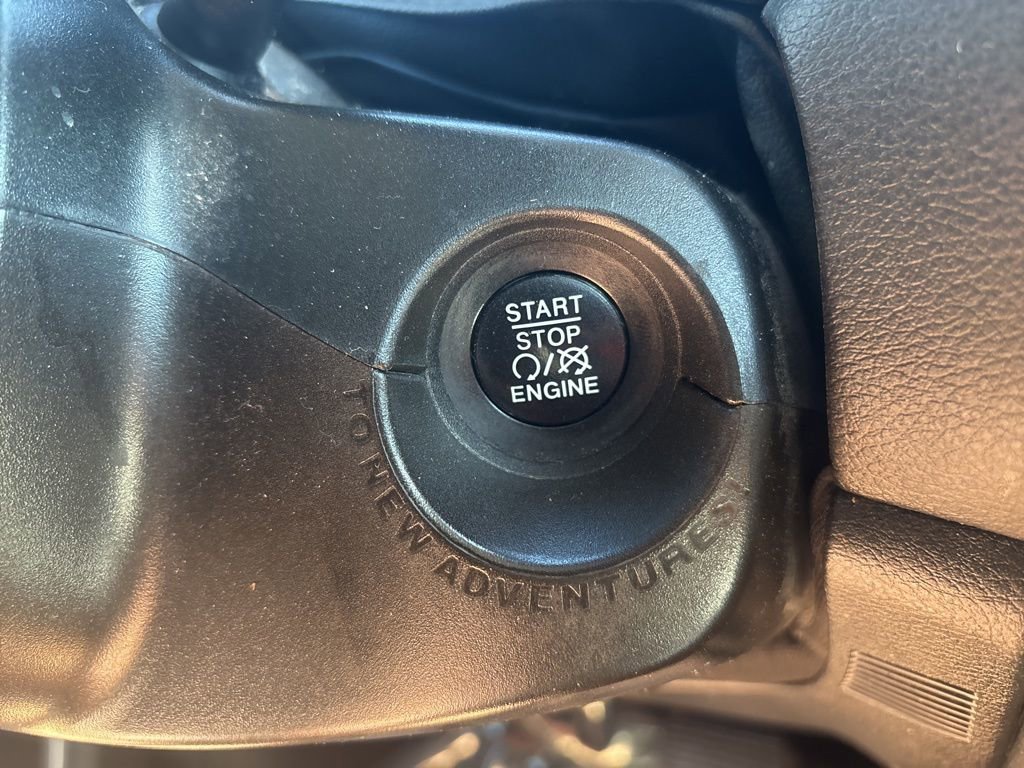 START
STOP
/
ENGINE
TO NEW ADVENTURES!